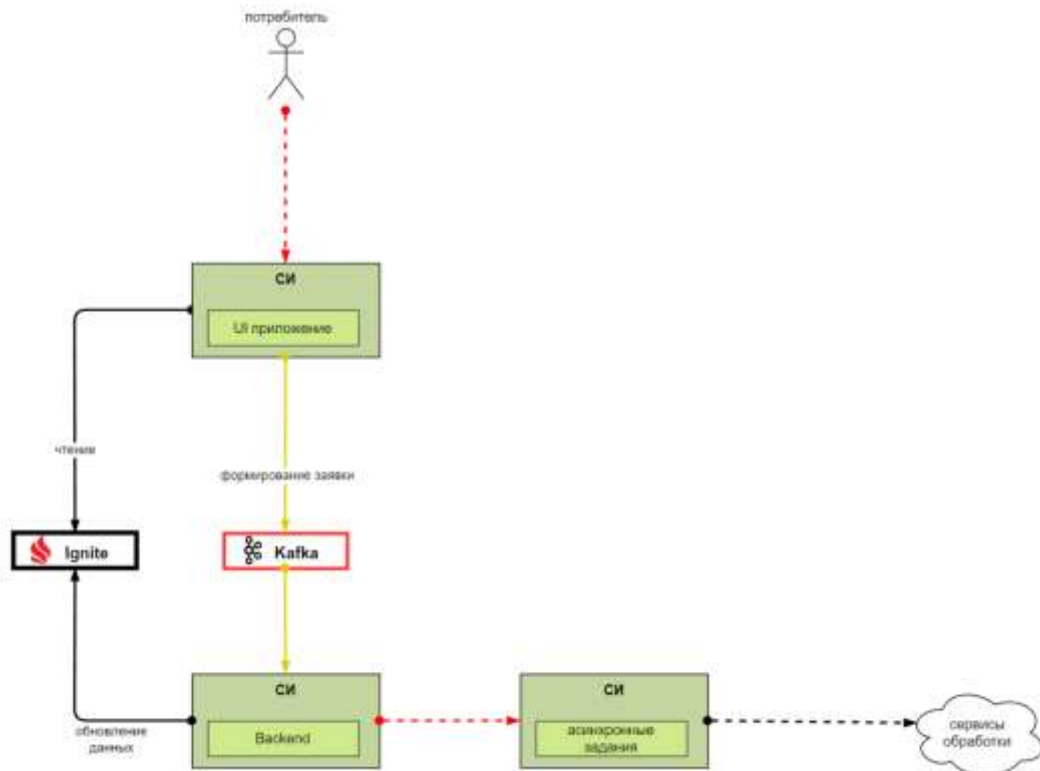 потребитель
СИ
UI приложение
чтение
формирование заявки
Ignite
Kafka
СИ
Backend
обновление
данных
СИ
асинхронные
задания
сервисы
обработки